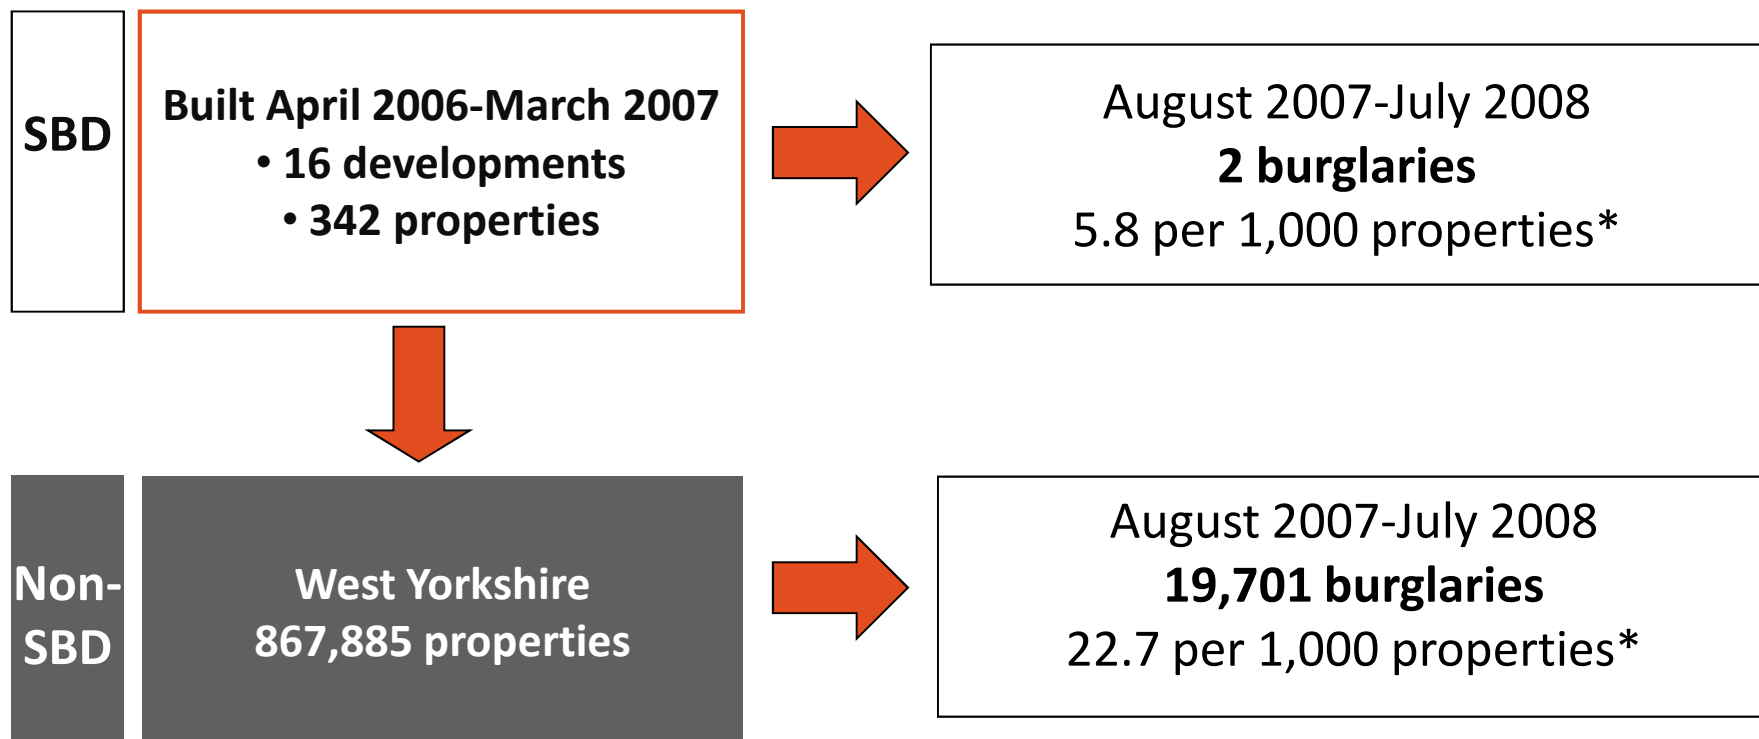 SBD
Built April 2006-March 2007
• 16 developments
• 342 properties
August 2007-July 2008
2 burglaries
5.8 per 1,000 properties*
Non-
SBD
West Yorkshire
867,885 properties
August 2007-July 2008
19,701 burglaries
22.7 per 1,000 properties*